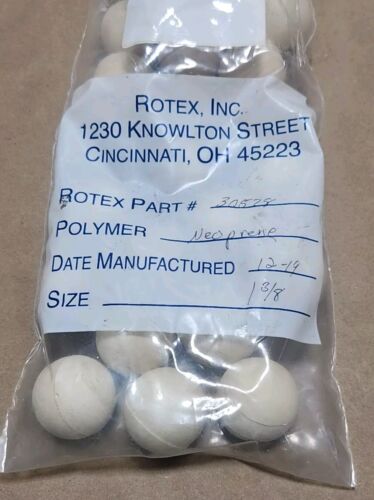 ROTEX, INC.
1230 KNOWLTON STREET
CINCINNATI, OH 45223
ROTEX PART # 30528
POLYMER Neoprene
DATE MANUFACTURED 12-19
SIZE 1 3/8